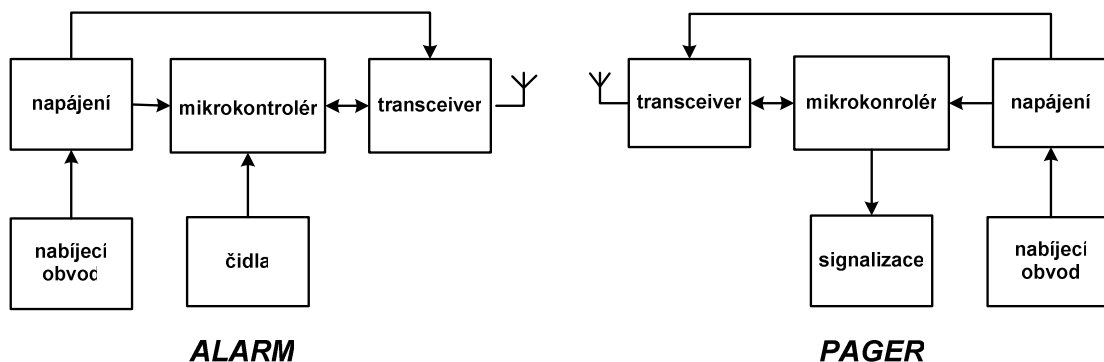 napájení
mikrokontrolér
transceiver
nabíjecí
obvod
čidla
ALARM
transceiver
mikrokonrolér
napájení
signalizace
nabíjecí
obvod
PAGER